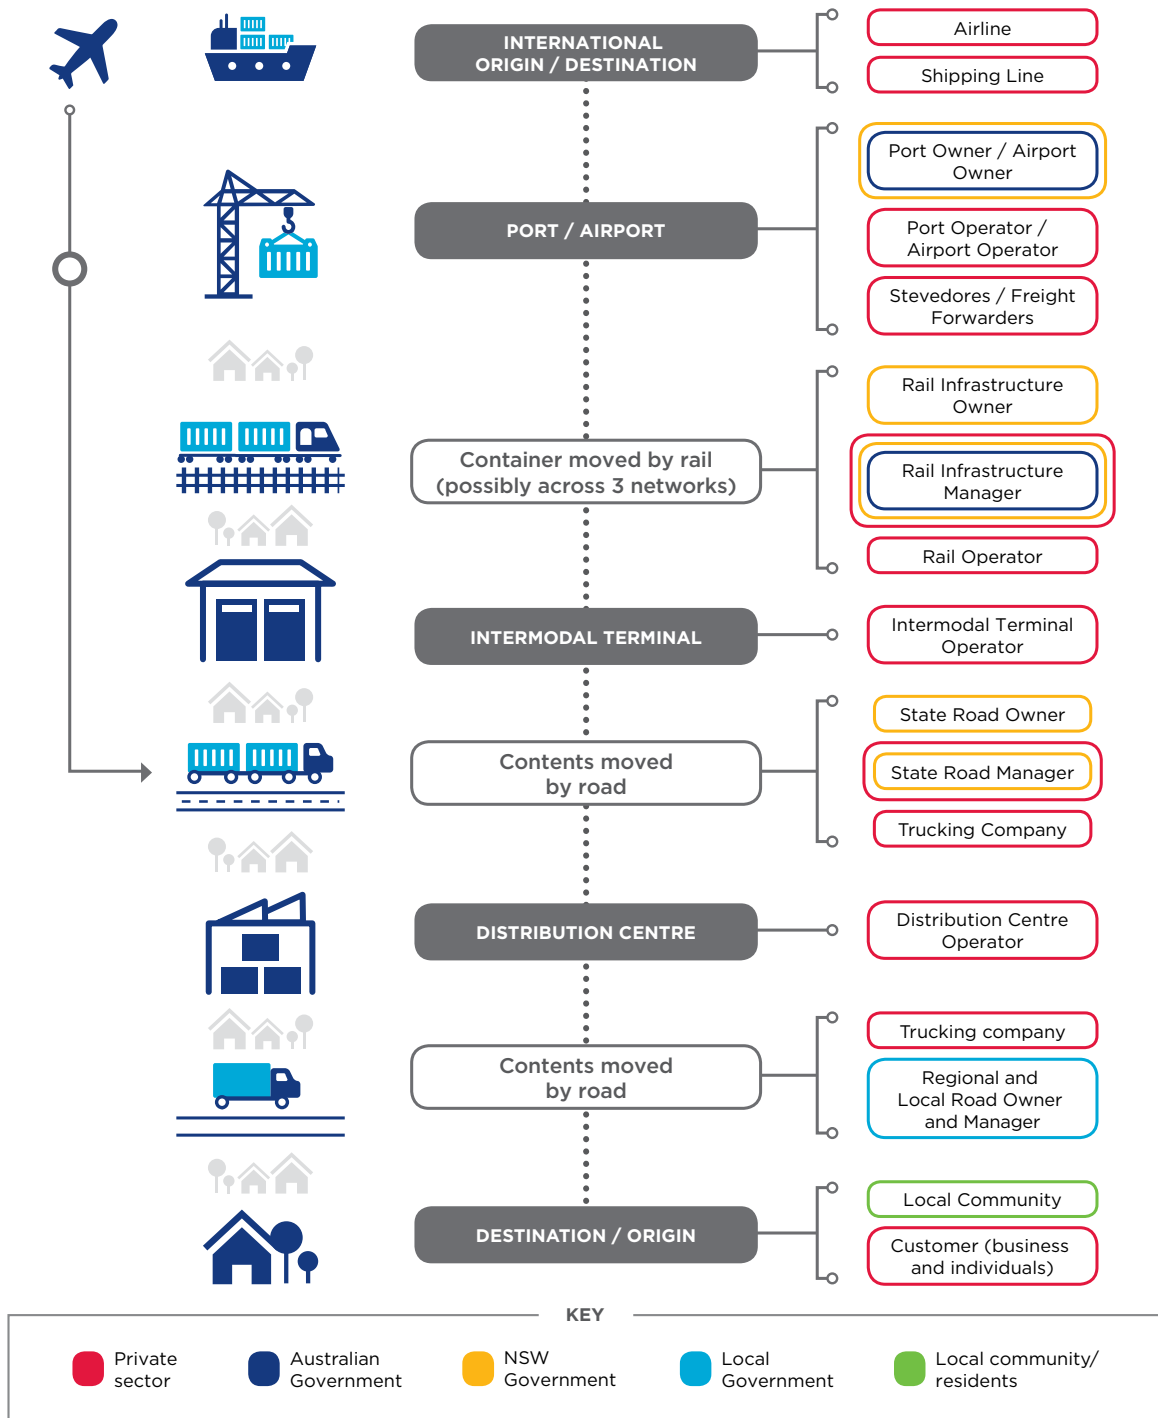 INTERNATIONAL
ORIGIN / DESTINATION
Airline
Shipping Line
PORT / AIRPORT
Port Owner / Airport
Owner
Port Operator /
Airport Operator
Stevedores / Freight
Forwarders
Container moved by rail
(possibly across 3 networks)
Rail Infrastructure
Owner
Rail Infrastructure
Manager
Rail Operator
INTERMODAL TERMINAL
Intermodal Terminal
Operator
Contents moved
by road
State Road Owner
State Road Manager
Trucking Company
DISTRIBUTION CENTRE
Distribution Centre
Operator
Contents moved
by road
Trucking company
Regional and
Local Road Owner
and Manager
DESTINATION / ORIGIN
Local Community
Customer (business
and individuals)
KEY
Private
sector
Australian
Government
NSW
Government
Local
Government
Local community/
residents